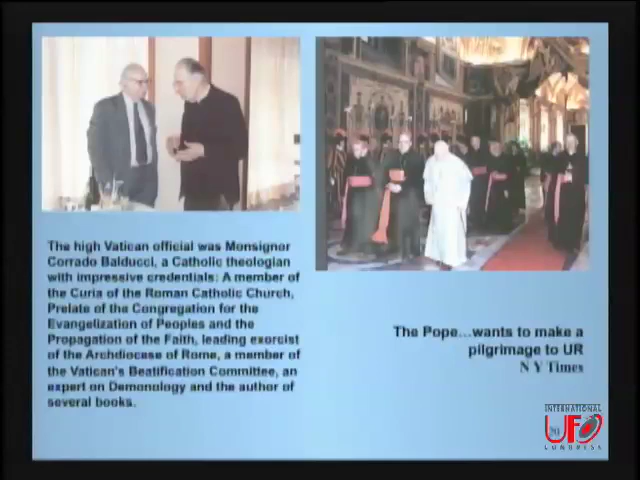 The high Vatican official was Monsignor
Corrado Balducci, a Catholic theologian
with impressive credentials: A member of
the Curia of the Roman Catholic Church,
Prelate of the Congregation for the
Evangelization of Peoples and the
Propagation of the Faith, leading exorcist
of the Archdiocese of Rome, a member of
the Vatican's Beatification Committee, an
expert on Demonology and the author of
several books.
The Pope...wants to make a
pilgrimage to UR
N Y Times
INTERNATIONAL
UFO
CONGRESS